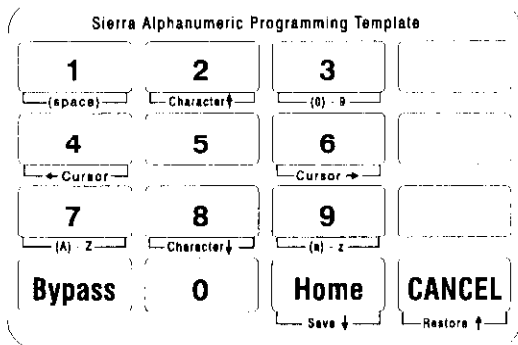 Sierra Alphanumeric Programming Template
1 2 3
(space) Character↑ (0) - 9
4 5 6
← Cursor Cursor →
7 8 9
(A) - Z Character↓ (a) - z
Bypass 0 Home CANCEL
Save ↓ Restore ↑